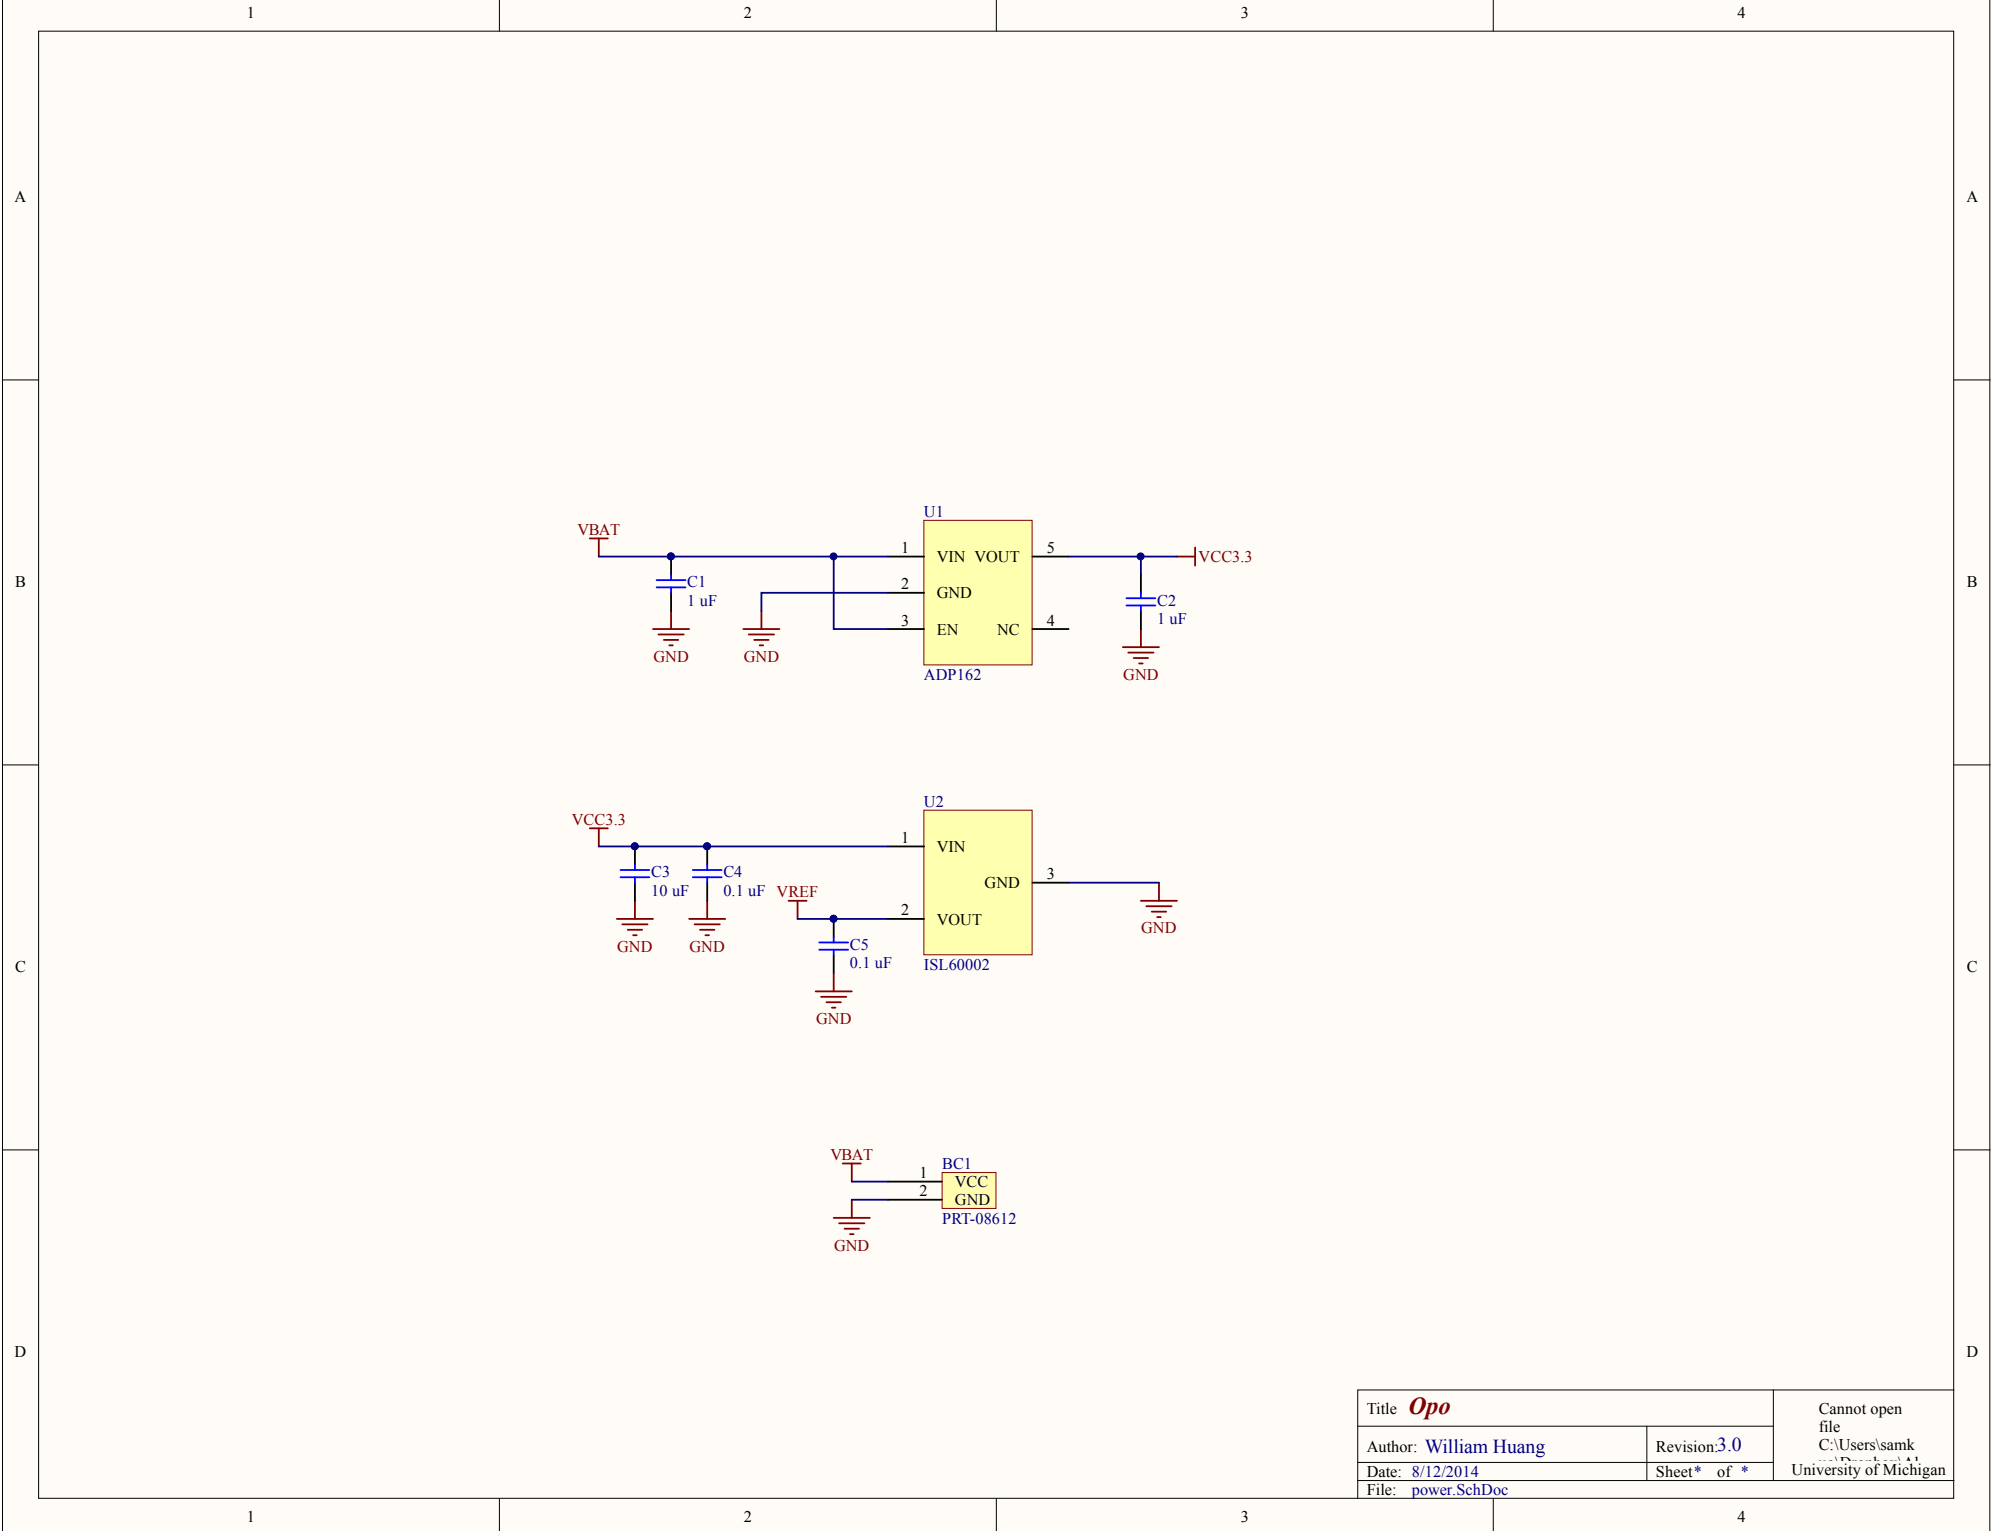 1 2 3 4
A A
U1
VBAT
1 VIN VOUT 5 VCC3.3
B B
C1 2 GND
1 uF
C2
1 uF
3 EN NC 4
GND GND
GND
ADP162
U2
VCC3.3
1 VIN
C3 C4
10 uF 0.1 uF VREF
GND 3
2 VOUT
GND GND
GND
C5
0.1 uF
ISL60002
C C
GND
VBAT BC1
1 VCC
2 GND
PRT-08612
GND
D D
Title Opo
Author: William Huang
Revision:3.0
Date: 8/12/2014
Sheet* of *
File: power.SchDoc
Cannot open
file
C:\Users\samk
University of Michigan
1 2 3 4